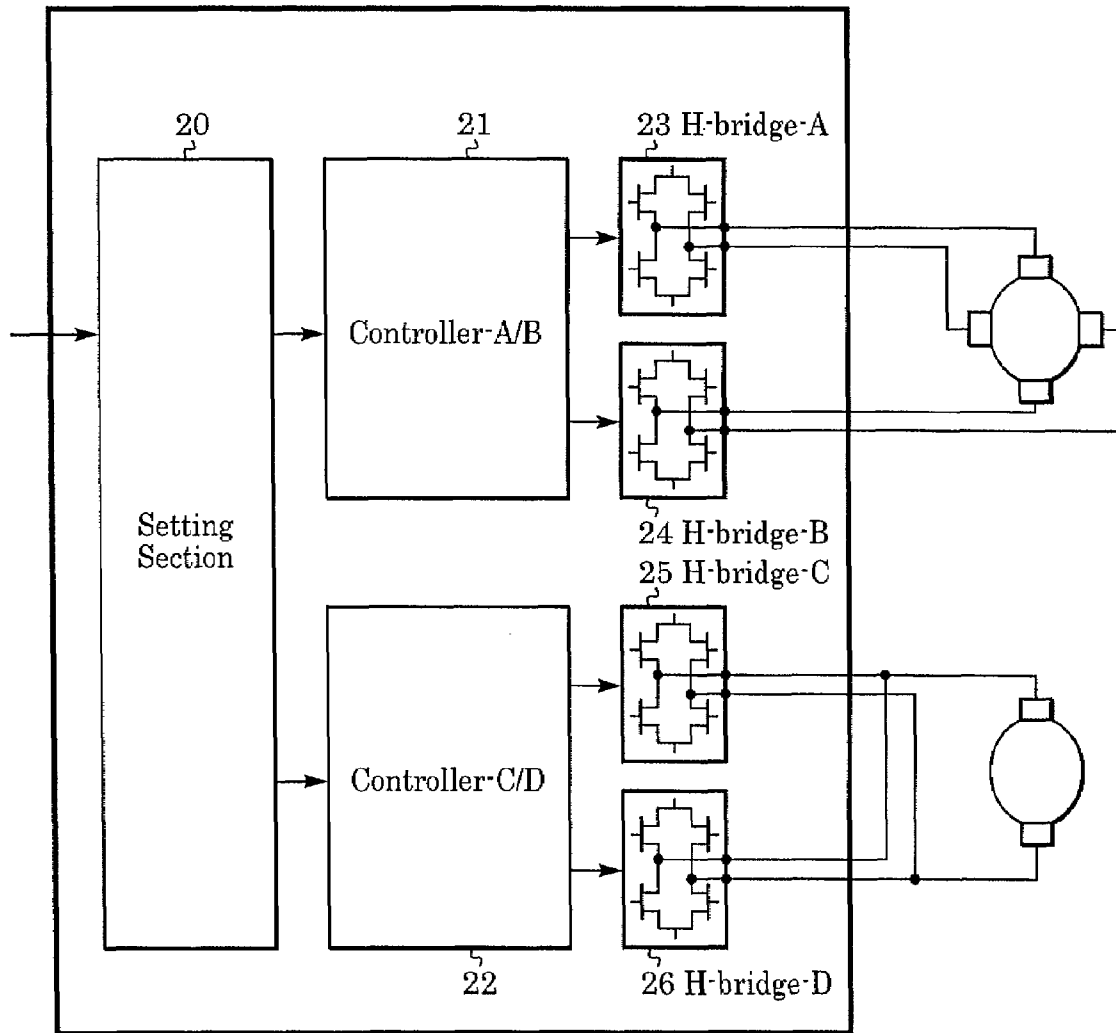 20
21
23 H-bridge-A
Controller-A/B
Setting
Section
24 H-bridge-B
25 H-bridge-C
Controller-C/D
22
26 H-bridge-D